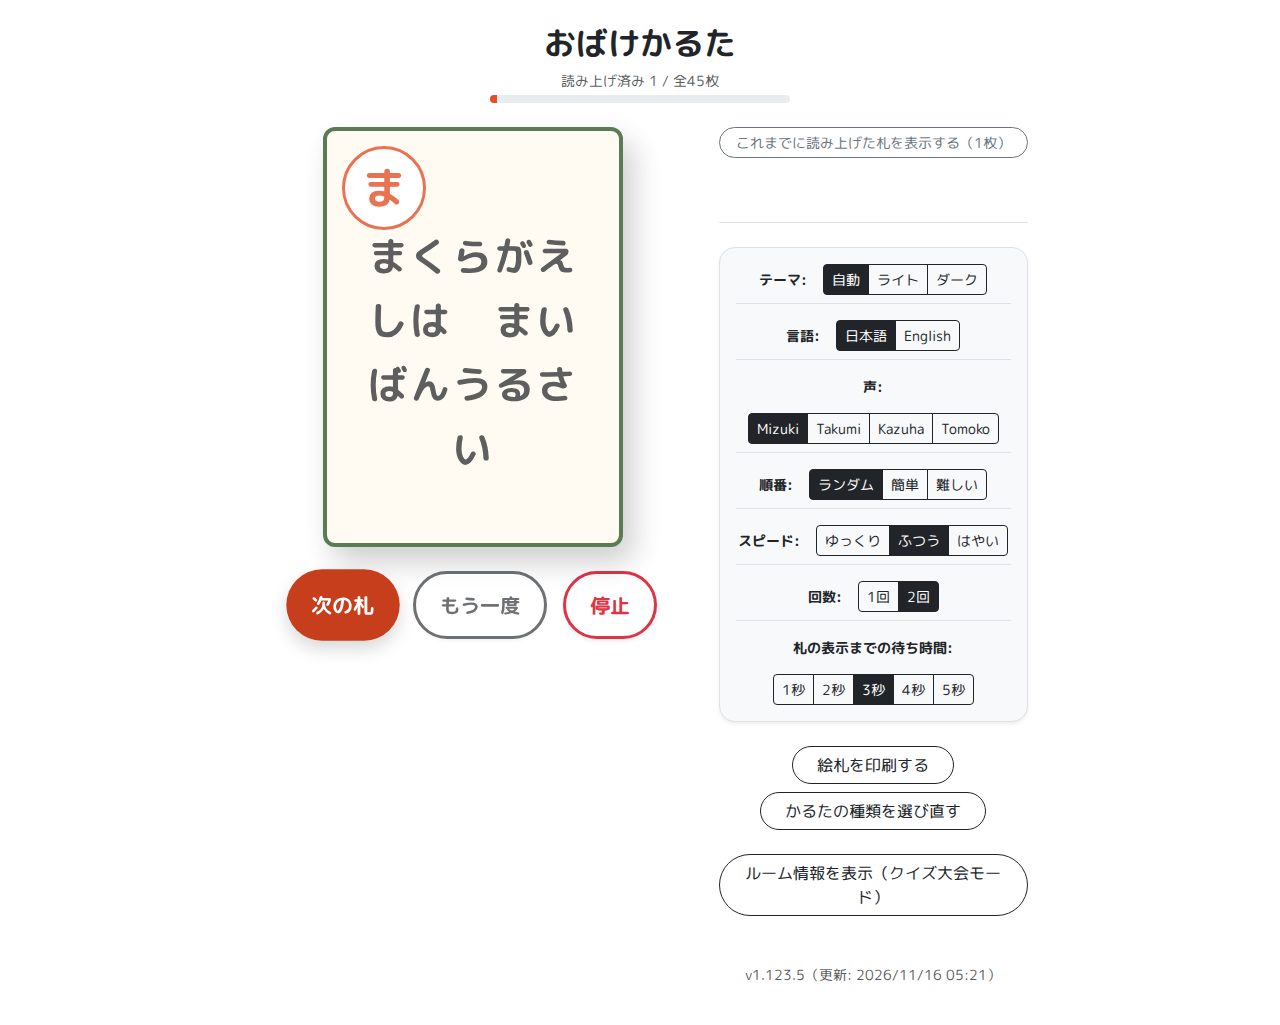 おばけかるた
読み上げ済み 1 / 全45枚
ま
まくらがえ
しは　まい
ばんうるさ
い
次の札
もう一度
停止
これまでに読み上げた札を表示する（1枚）
テーマ: 自動 ライト ダーク
言語: 日本語 English
声:
Mizuki Takumi Kazuha Tomoko
順番: ランダム 簡単 難しい
スピード: ゆっくり ふつう はやい
回数: 1回 2回
札の表示までの待ち時間:
1秒 2秒 3秒 4秒 5秒
絵札を印刷する
かるたの種類を選び直す
ルーム情報を表示（クイズ大会モー
ド）
v1.123.5（更新: 2026/11/16 05:21）